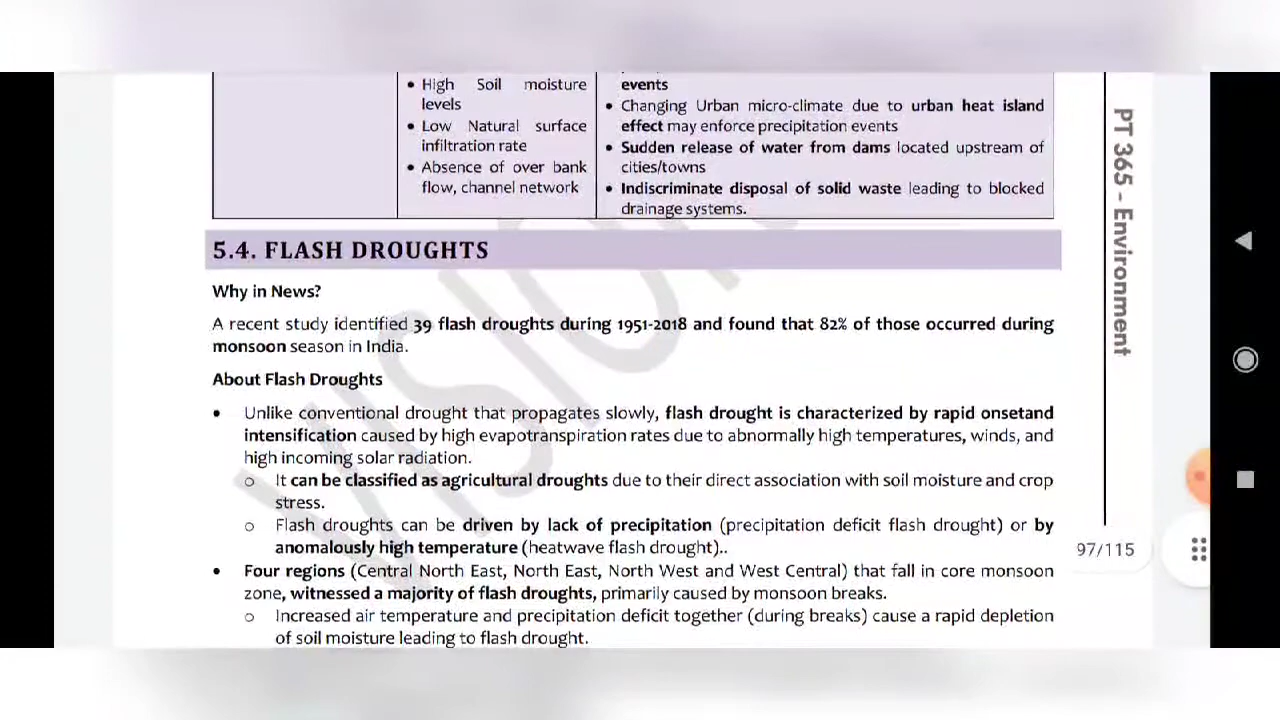 • High Soil moisture
levels
• Low Natural surface
infiltration rate
• Absence of over bank
flow, channel network
events
• Changing Urban micro-climate due to urban heat island
effect may enforce precipitation events
• Sudden release of water from dams located upstream of
cities/towns
• Indiscriminate disposal of solid waste leading to blocked
drainage systems.
5.4. FLASH DROUGHTS
Why in News?
A recent study identified 39 flash droughts during 1951-2018 and found that 82% of those occurred during
monsoon season in India.
About Flash Droughts
• Unlike conventional drought that propagates slowly, flash drought is characterized by rapid onsetand
intensification caused by high evapotranspiration rates due to abnormally high temperatures, winds, and
high incoming solar radiation.
o It can be classified as agricultural droughts due to their direct association with soil moisture and crop
stress.
o Flash droughts can be driven by lack of precipitation (precipitation deficit flash drought) or by
anomalously high temperature (heatwave flash drought)..
• Four regions (Central North East, North East, North West and West Central) that fall in core monsoon
zone, witnessed a majority of flash droughts, primarily caused by monsoon breaks.
o Increased air temperature and precipitation deficit together (during breaks) cause a rapid depletion
of soil moisture leading to flash drought.
PT 365 - Environment
97/115
VISION